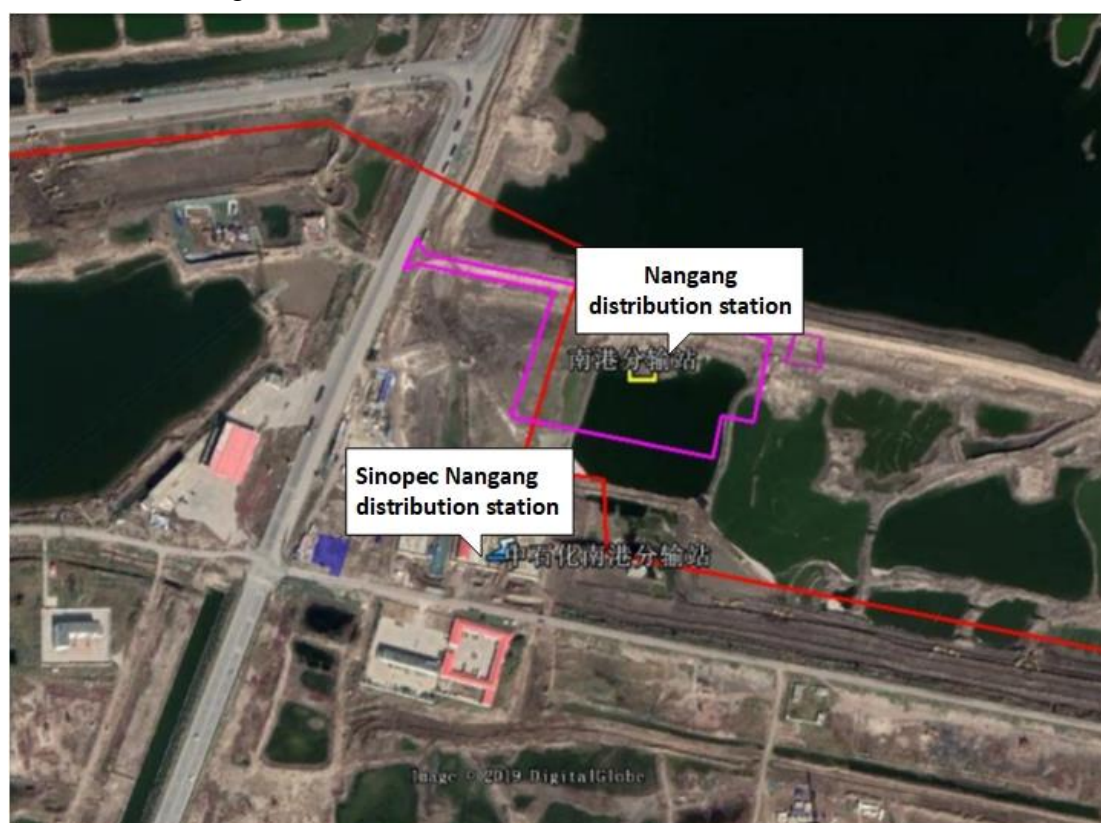 Nangang
distribution station
南港分输站
Sinopec Nangang
distribution station
中石化南港分输站
Image © 2019 DigitalGlobe